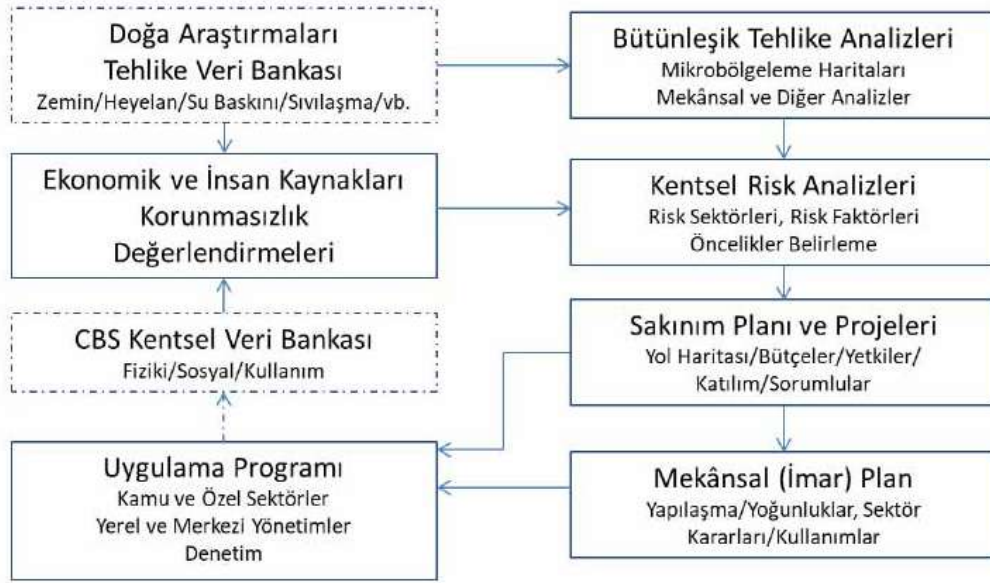 Doğa Araştırmaları
Tehlike Veri Bankası
Zemin/Heyelan/Su Baskını/Sıvılaşma/vb.
Bütünleşik Tehlike Analizleri
Mikrobölgeleme Haritaları
Mekânsal ve Diğer Analizler
Ekonomik ve İnsan Kaynakları
Korunmasızlık
Değerlendirmeleri
Kentsel Risk Analizleri
Risk Sektörleri, Risk Faktörleri
Öncelikler Belirleme
CBS Kentsel Veri Bankası
Fiziki/Sosyal/Kullanım
Sakınım Planı ve Projeleri
Yol Haritası/Bütçeler/Yetkiler/
Katılım/Sorumlular
Uygulama Programı
Kamu ve Özel Sektörler
Yerel ve Merkezi Yönetimler
Denetim
Mekânsal (İmar) Plan
Yapılaşma/Yoğunluklar, Sektör
Kararları/Kullanımlar